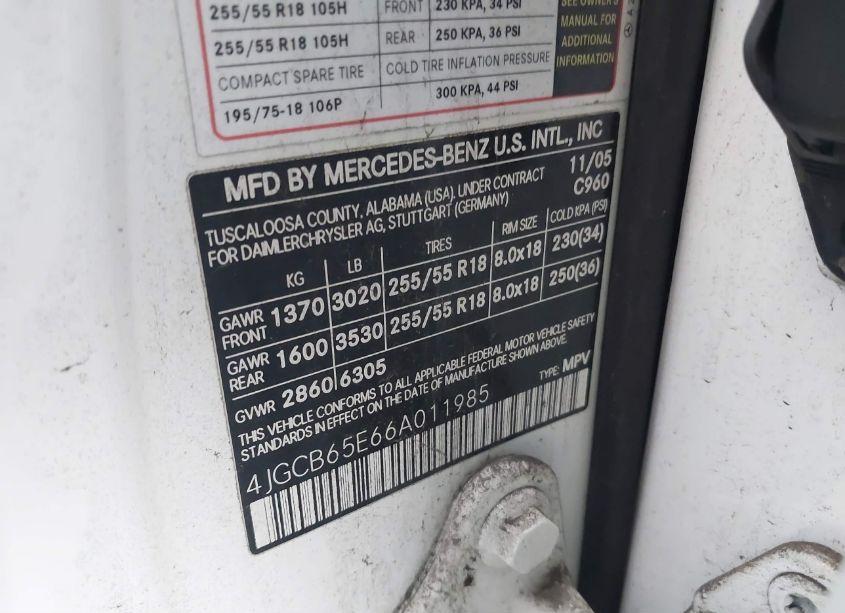 255/55 R18 105H FRONT 230 KPA, 34 PSI
255/55 R18 105H REAR 250 KPA, 36 PSI
COMPACT SPARE TIRE COLD TIRE INFLATION PRESSURE
195/75-18 106P 300 KPA, 44 PSI
SEE OWNER'S
MANUAL FOR
ADDITIONAL
INFORMATION
MFD BY MERCEDES-BENZ U.S. INTL., INC
TUSCALOOSA COUNTY, ALABAMA (USA). UNDER CONTRACT 11/05
FOR DAIMLERCHRYSLER AG, STUTTGART (GERMANY) C960
KG LB TIRES RIM SIZE COLD KPA (PSI)
GAWR FRONT 1370 3020 255/55 R18 8.0x18 230(34)
GAWR REAR 1600 3530 255/55 R18 8.0x18 250(36)
GVWR 2860 6305
THIS VEHICLE CONFORMS TO ALL APPLICABLE FEDERAL MOTOR VEHICLE SAFETY
STANDARDS IN EFFECT ON THE DATE OF MANUFACTURE SHOWN ABOVE.
TYPE: MPV
4JGCB65E66A011985